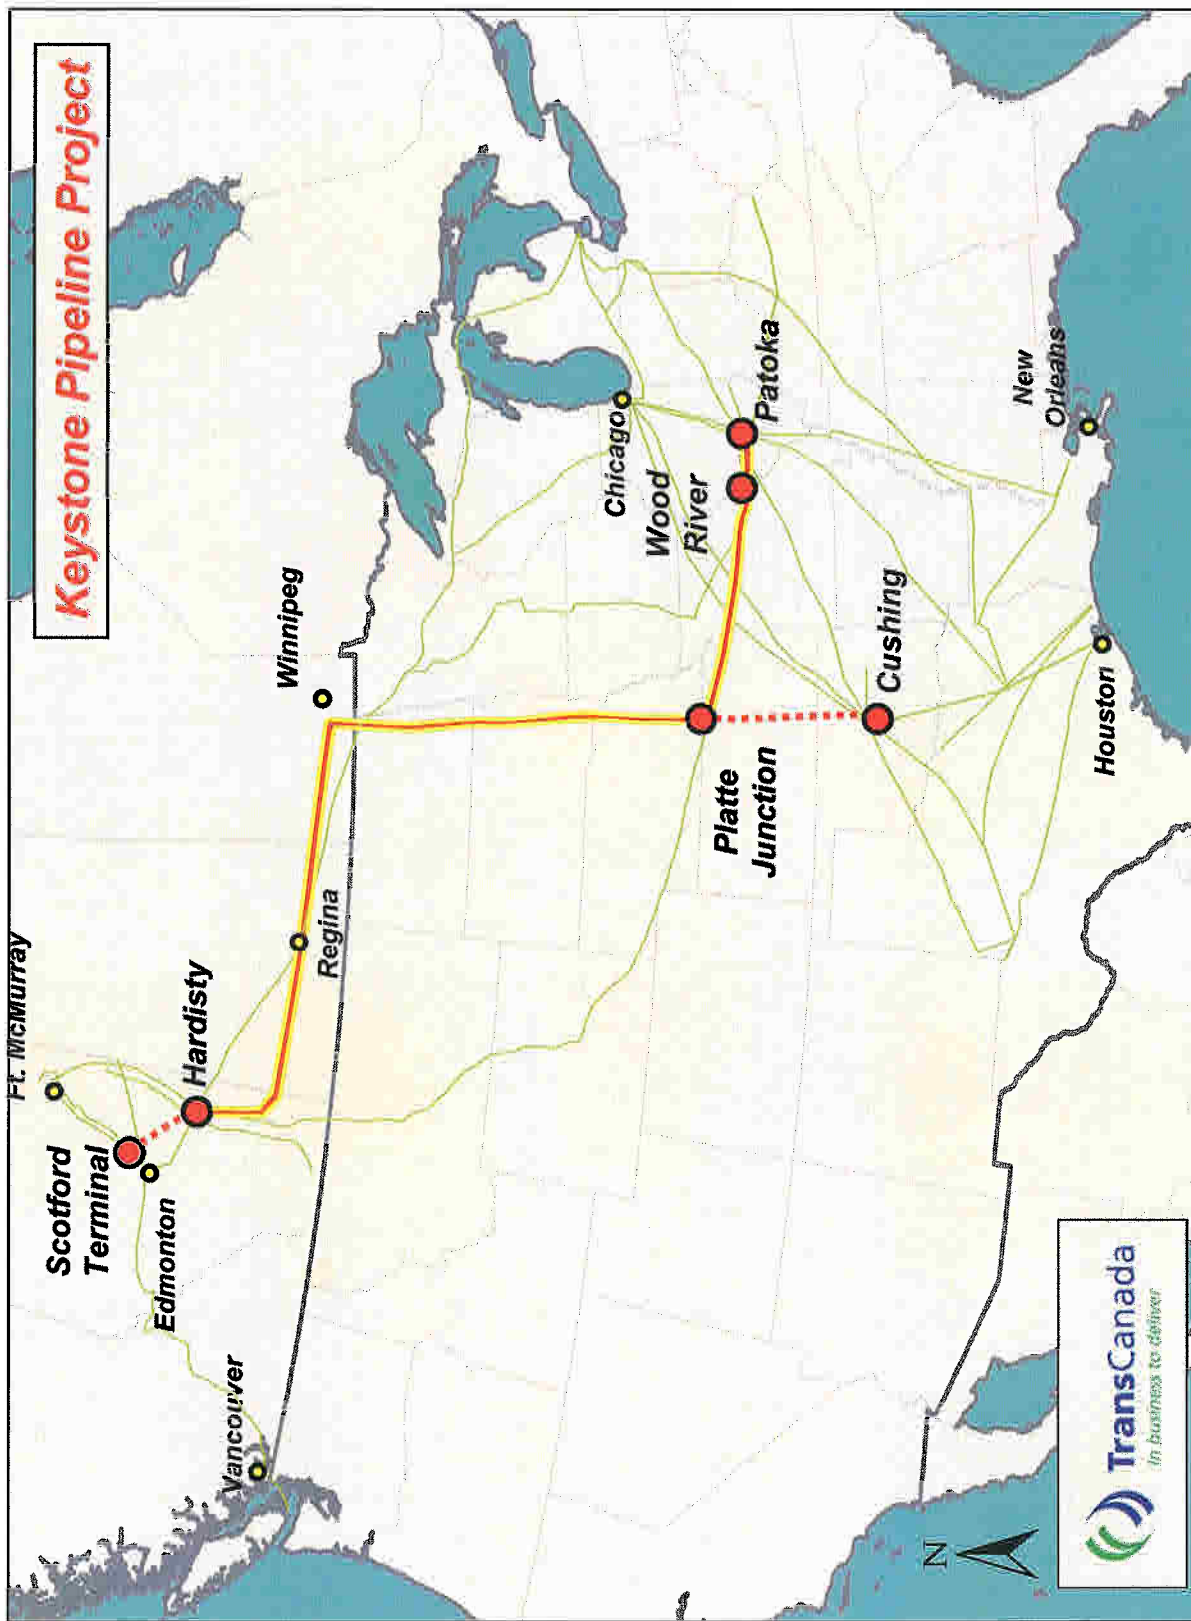 Keystone Pipeline Project
Ft. McMurray
Scotford
Terminal
Edmonton
Hardisty
Vancouver
Regina
Winnipeg
Chicago
Wood
River
Patoka
Platte
Junction
Cushing
Houston
New
Orleans
N
TransCanada
In business to deliver